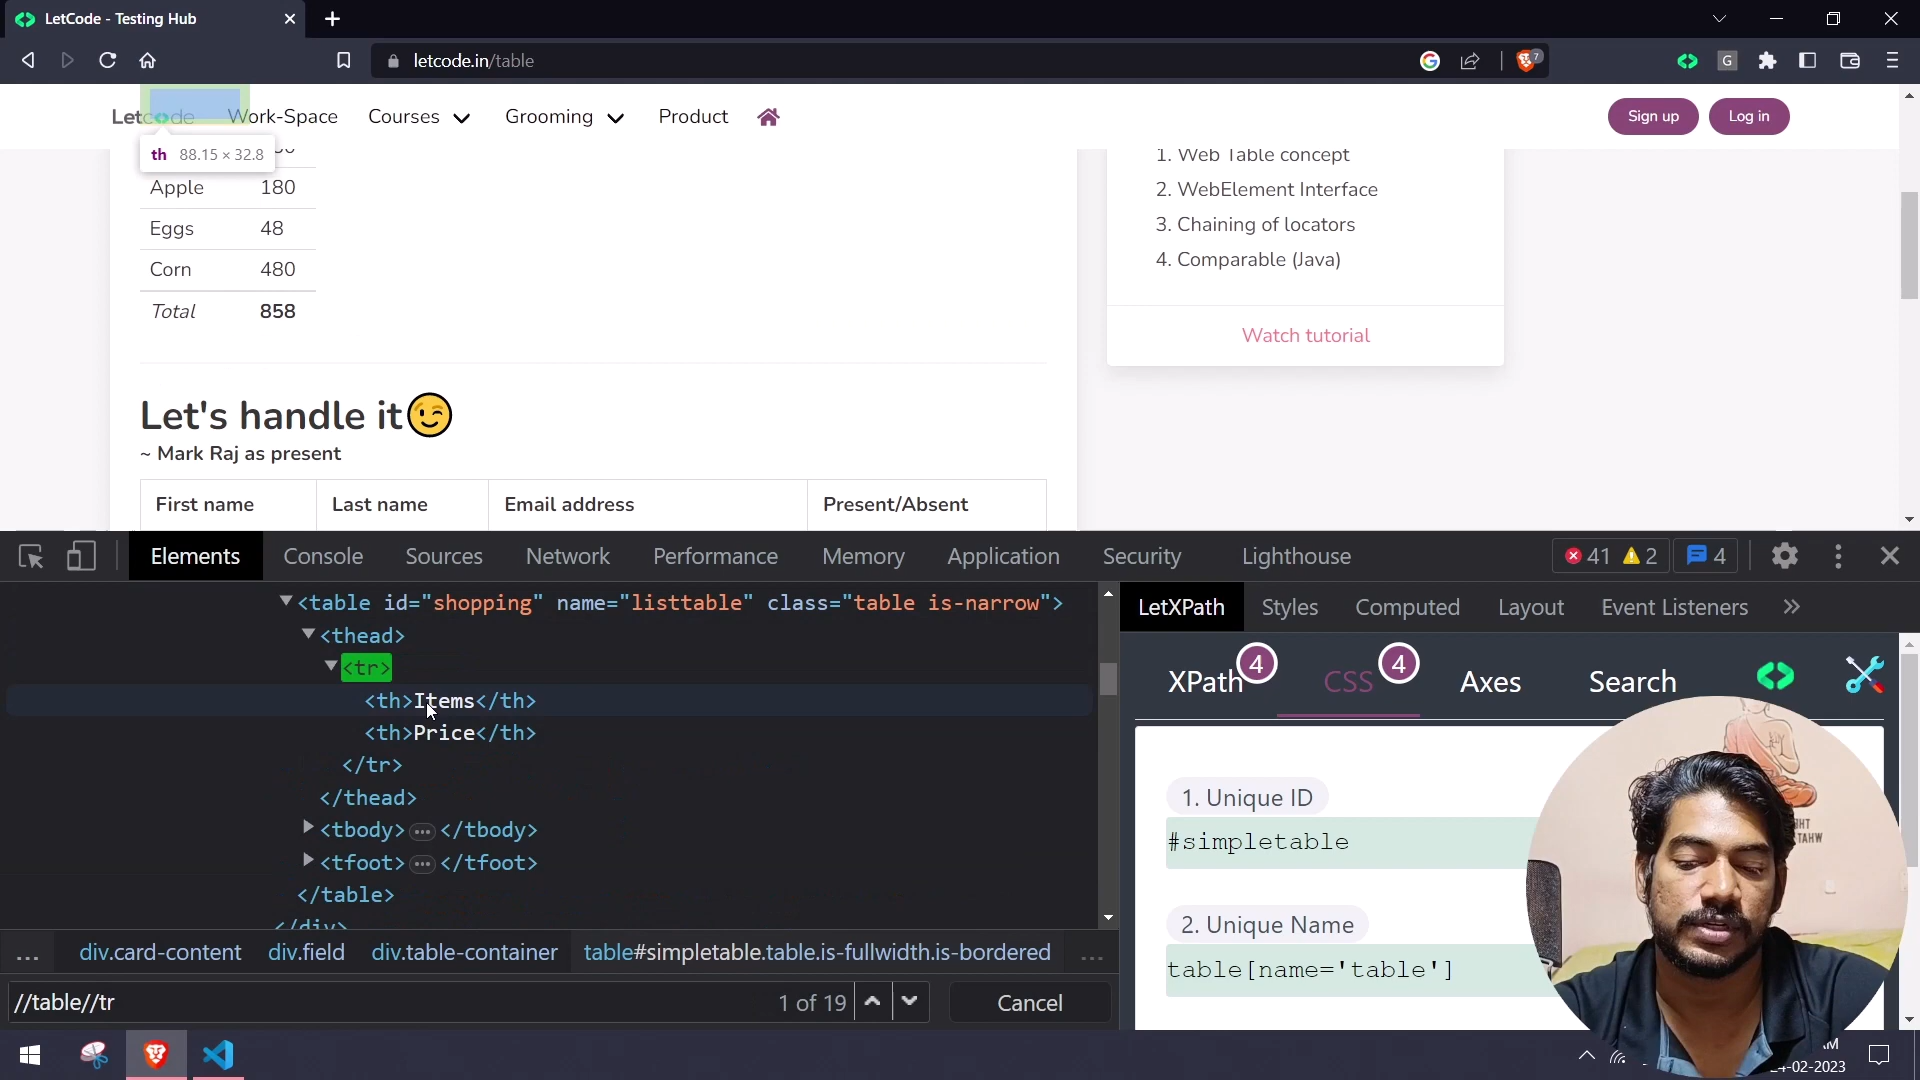 LetCode - Testing Hub
letcode.in/table
7
G
Work-Space
Courses
Grooming
Product
Sign up
Log in
th 88.15 × 32.8
Apple 180
Eggs 48
Corn 480
Total 858
1. Web Table concept
2. WebElement Interface
3. Chaining of locators
4. Comparable (Java)
Watch tutorial
Let's handle it😉
~ Mark Raj as present
First name Last name Email address Present/Absent
Elements Console Sources Network Performance Memory Application Security Lighthouse 41 2 4
<table id="shopping" name="listtable" class="table is-narrow">
<thead>
<tr>
<th>Items</th>
<th>Price</th>
</tr>
</thead>
<tbody> … </tbody>
<tfoot> … </tfoot>
</table>
</div>
... div.card-content div.field div.table-container table#simpletable.table.is-fullwidth.is-bordered ...
//table//tr 1 of 19 Cancel
LetXPath Styles Computed Layout Event Listeners »
XPath 4 CSS 4 Axes Search
1. Unique ID
#simpletable
2. Unique Name
table[name='table']
-02-2023